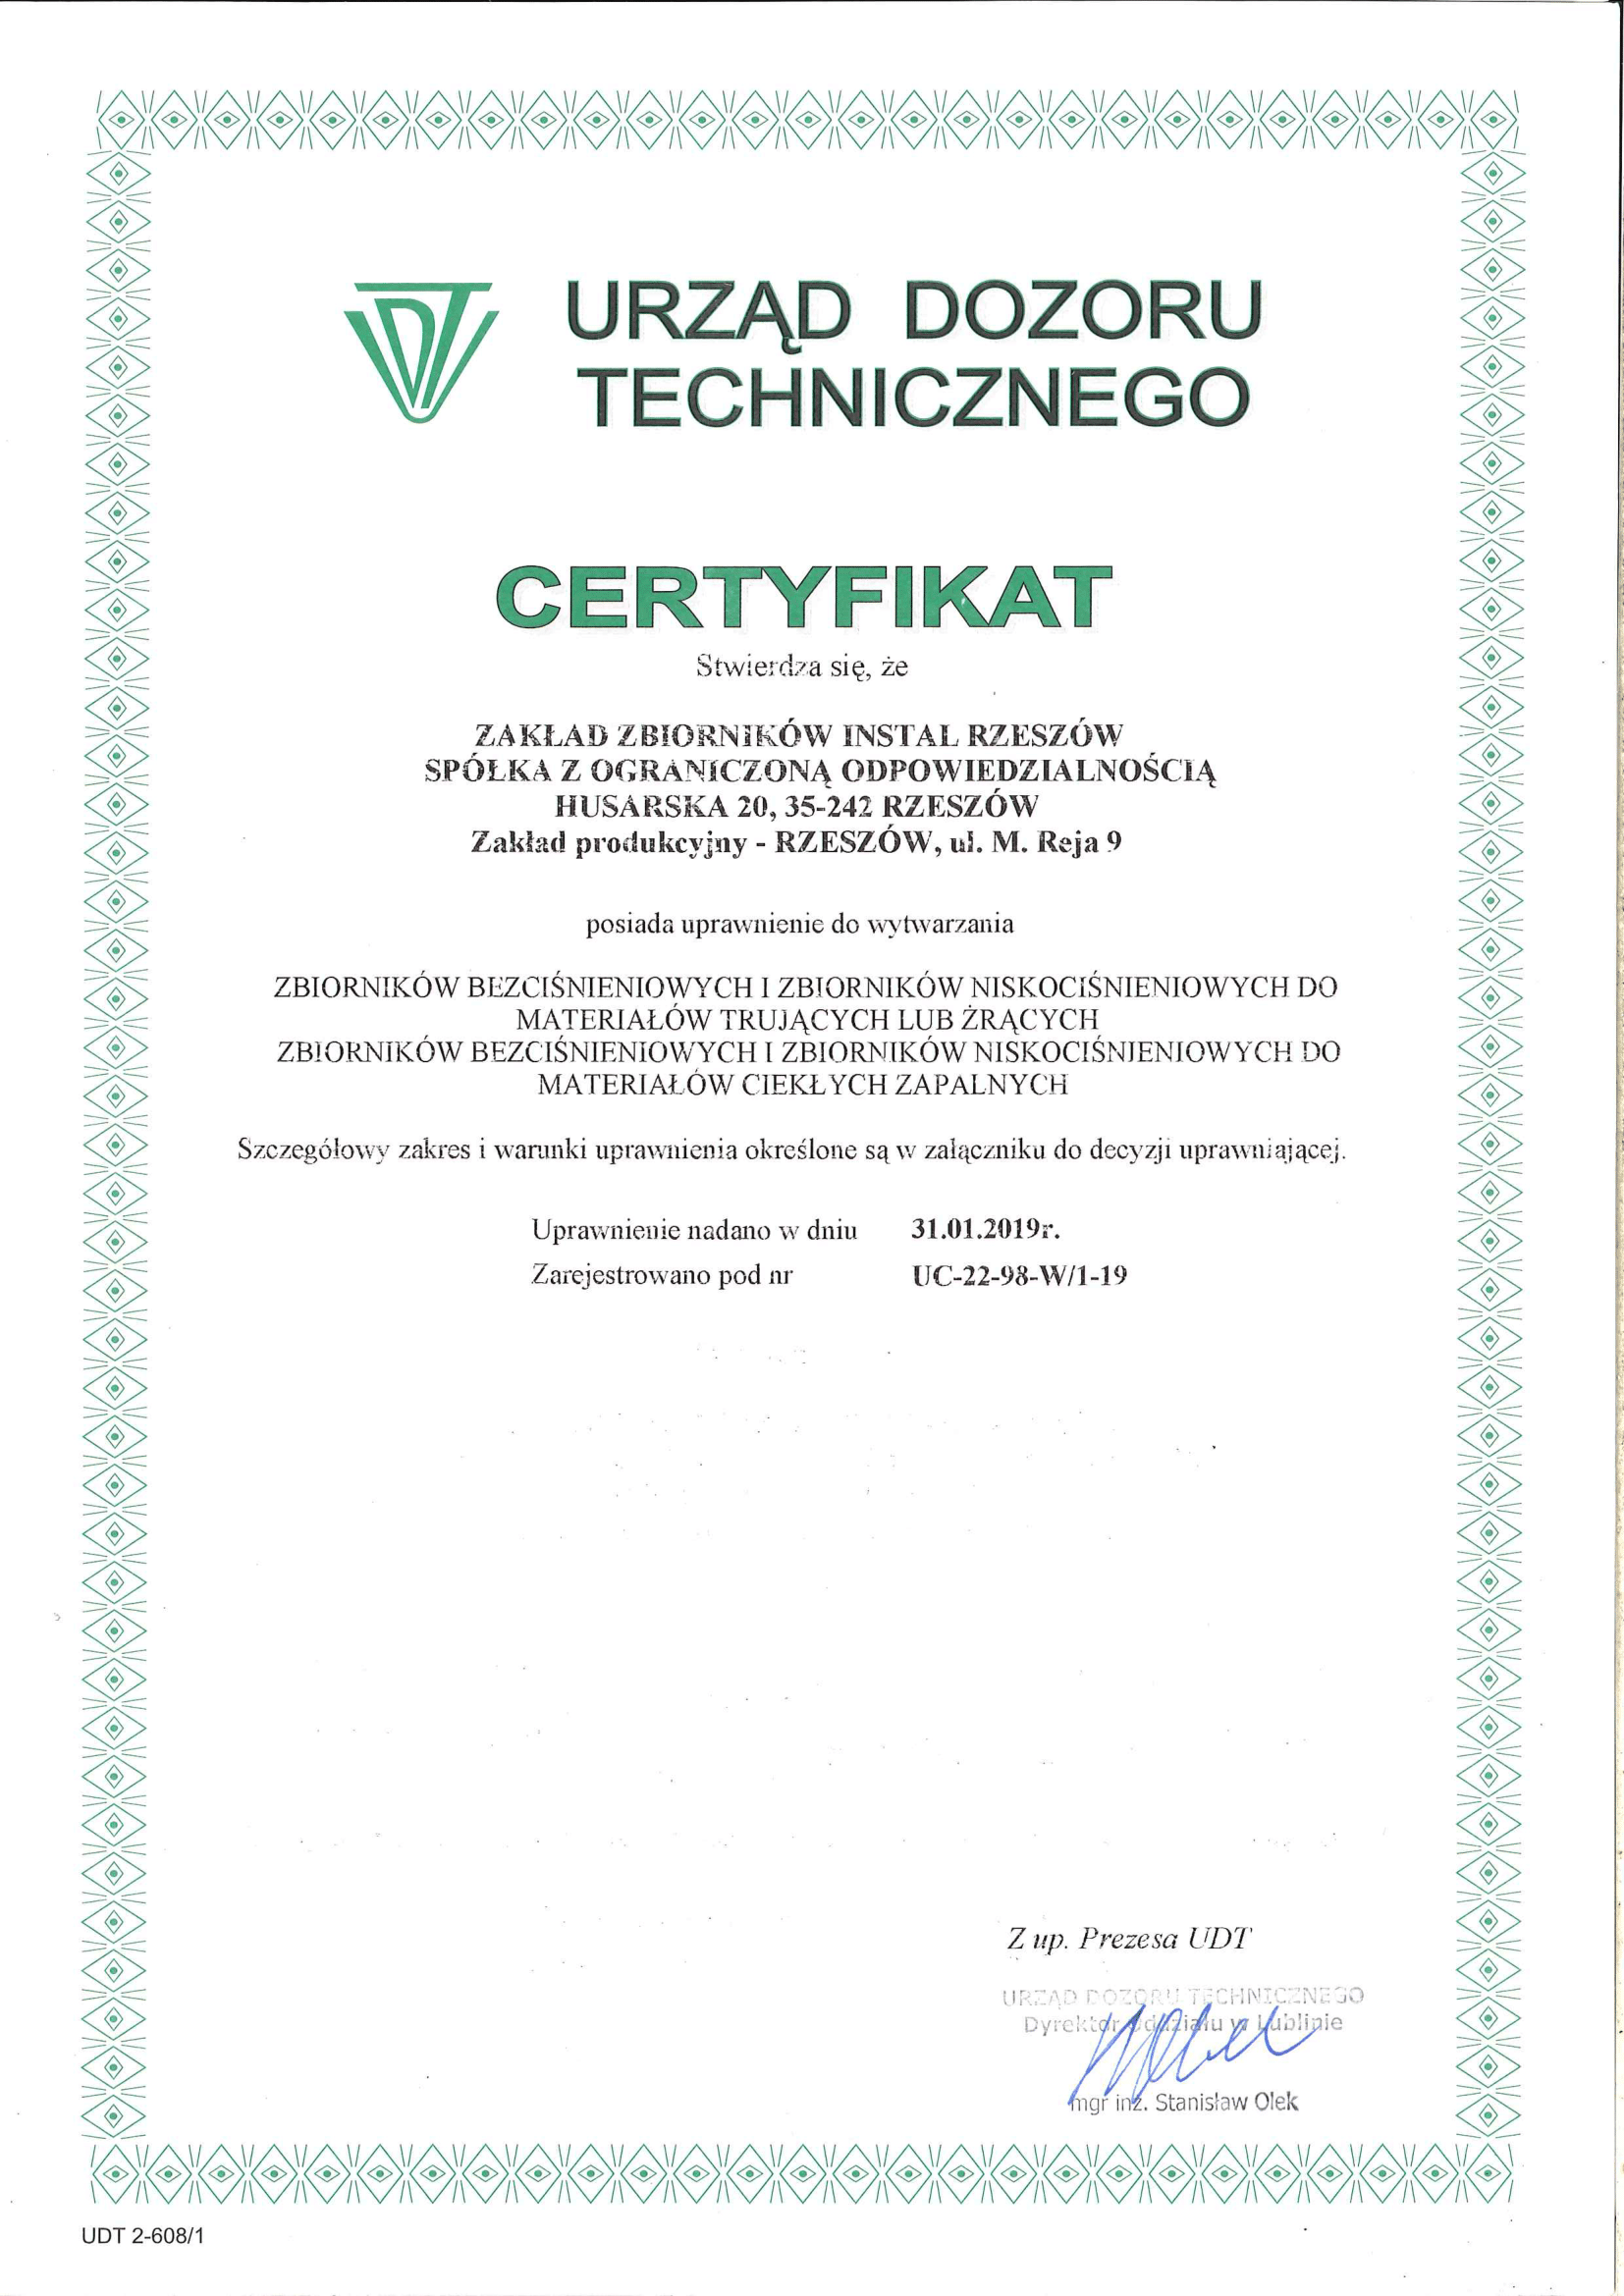 URZĄD DOZORU
TECHNICZNEGO
CERTYFIKAT
Stwierdza się, że
ZAKŁAD ZBIORNIKÓW INSTAL RZESZÓW
SPÓŁKA Z OGRANICZONĄ ODPOWIEDZIALNOŚCIĄ
HUSARSKA 20, 35-242 RZESZÓW
Zakład produkcyjny - RZESZÓW, ul. M. Reja 9
posiada uprawnienie do wytwarzania
ZBIORNIKÓW BEZCIŚNIENIOWYCH I ZBIORNIKÓW NISKOCIŚNIENIOWYCH DO
MATERIAŁÓW TRUJĄCYCH LUB ŻRĄCYCH
ZBIORNIKÓW BEZCIŚNIENIOWYCH I ZBIORNIKÓW NISKOCIŚNIENIOWYCH DO
MATERIAŁÓW CIEKŁYCH ZAPALNYCH
Szczegółowy zakres i warunki uprawnienia określone są w załączniku do decyzji uprawniającej.
Uprawnienie nadano w dniu 31.01.2019r.
Zarejestrowano pod nr UC-22-98-W/1-19
Z up. Prezesa UDT
URZĄD DOZORU TECHNICZNEGO
Dyrektor Oddziału w Lublinie
mgr inż. Stanisław Olek
UDT 2-608/1